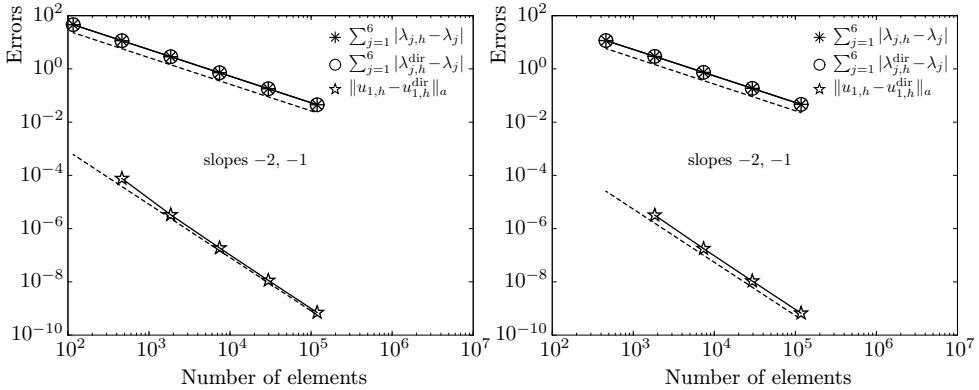 Errors
10^2
10^0
10^−2
10^−4
10^−6
10^−8
10^−10
∑_{j=1}^{6} |λ_{j,h} − λ_j|
∑_{j=1}^{6} |λ_{j,h}^{dir} − λ_j|
‖u_{1,h} − u_{1,h}^{dir}‖_a
slopes −2, −1
10^2 10^3 10^4 10^5 10^6 10^7
Number of elements
Errors
10^2
10^0
10^−2
10^−4
10^−6
10^−8
10^−10
∑_{j=1}^{6} |λ_{j,h} − λ_j|
∑_{j=1}^{6} |λ_{j,h}^{dir} − λ_j|
‖u_{1,h} − u_{1,h}^{dir}‖_a
slopes −2, −1
10^2 10^3 10^4 10^5 10^6 10^7
Number of elements